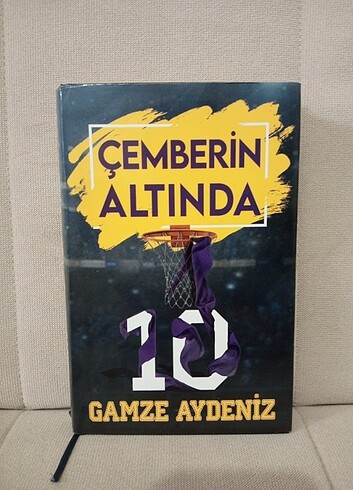 ÇEMBERİN
ALTINDA
10
GAMZE AYDENİZ